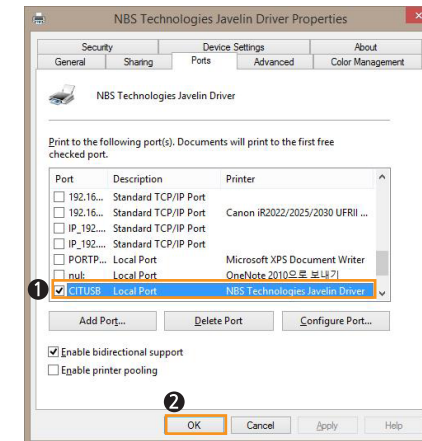 NBS Technologies Javelin Driver Properties
Security Device Settings About
General Sharing Ports Advanced Color Management
NBS Technologies Javelin Driver
Print to the following port(s). Documents will print to the first free
checked port.
Port Description Printer
192.16... Standard TCP/IP Port
192.16... Standard TCP/IP Port Canon iR2022/2025/2030 UFRII ...
IP_192.... Standard TCP/IP Port
IP_192.... Standard TCP/IP Port
PORTP... Local Port Microsoft XPS Document Writer
nul: Local Port OneNote 2010으로 보내기
1 CITUSB Local Port NBS Technologies Javelin Driver
Add Port... Delete Port Configure Port...
Enable bidirectional support
Enable printer pooling
2
OK Cancel Apply Help